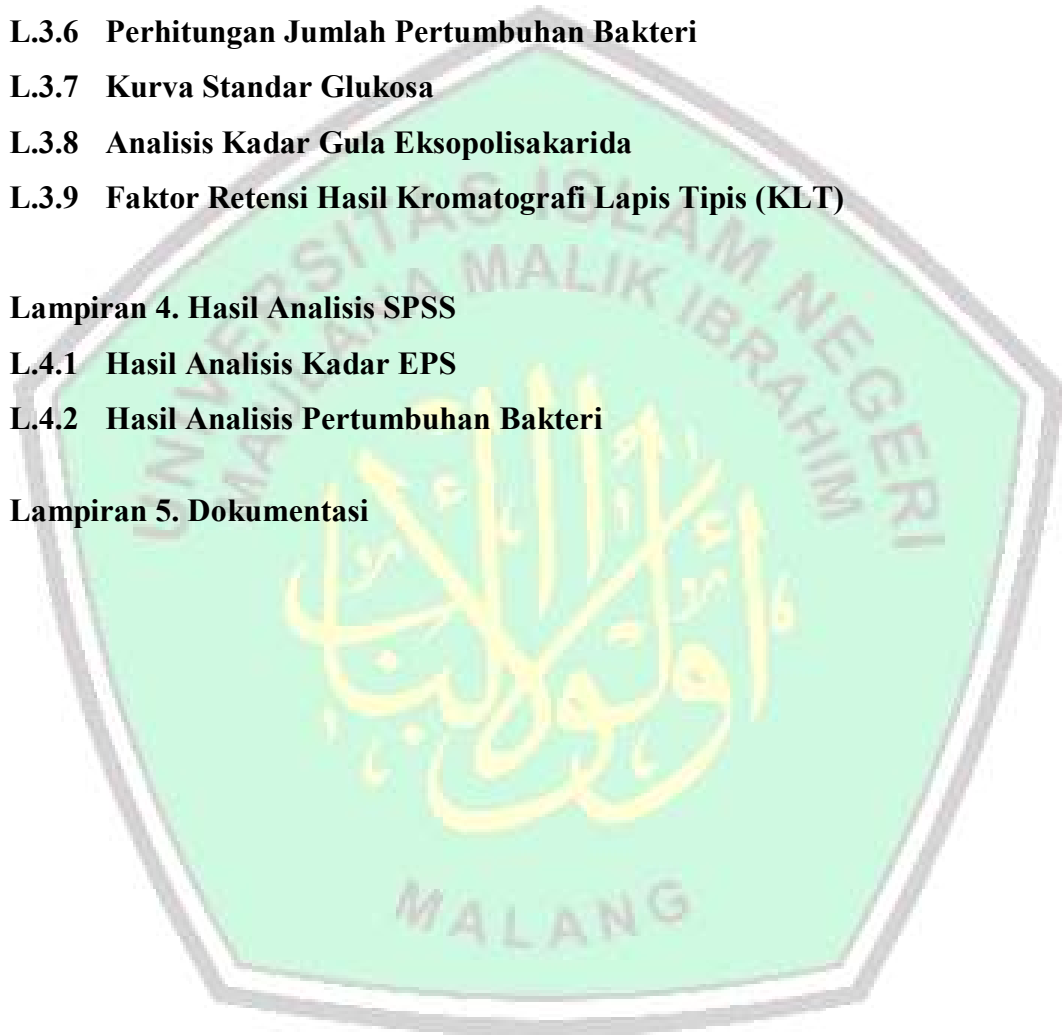 L.3.6 Perhitungan Jumlah Pertumbuhan Bakteri
L.3.7 Kurva Standar Glukosa
L.3.8 Analisis Kadar Gula Eksopolisakarida
L.3.9 Faktor Retensi Hasil Kromatografi Lapis Tipis (KLT)
Lampiran 4. Hasil Analisis SPSS
L.4.1 Hasil Analisis Kadar EPS
L.4.2 Hasil Analisis Pertumbuhan Bakteri
Lampiran 5. Dokumentasi
UNIVERSITAS ISLAM NEGERI
MAULANA MALIK IBRAHIM
MALANG